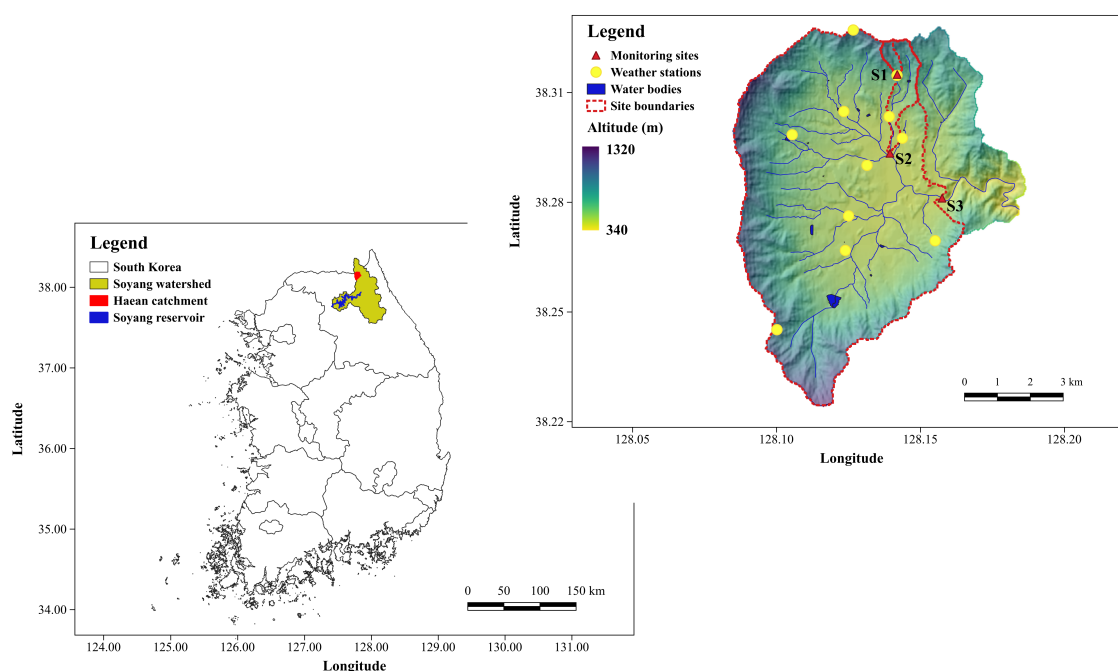 Legend
South Korea
Soyang watershed
Haean catchment
Soyang reservoir
Latitude
38.00
37.00
36.00
35.00
34.00
0 50 100 150 km
124.00 125.00 126.00 127.00 128.00 129.00 130.00 131.00
Longitude
Legend
Monitoring sites
Weather stations
Water bodies
Site boundaries
Altitude (m)
1320
340
S1
S2
S3
Latitude
38.31
38.28
38.25
38.22
0 1 2 3 km
128.05 128.10 128.15 128.20
Longitude